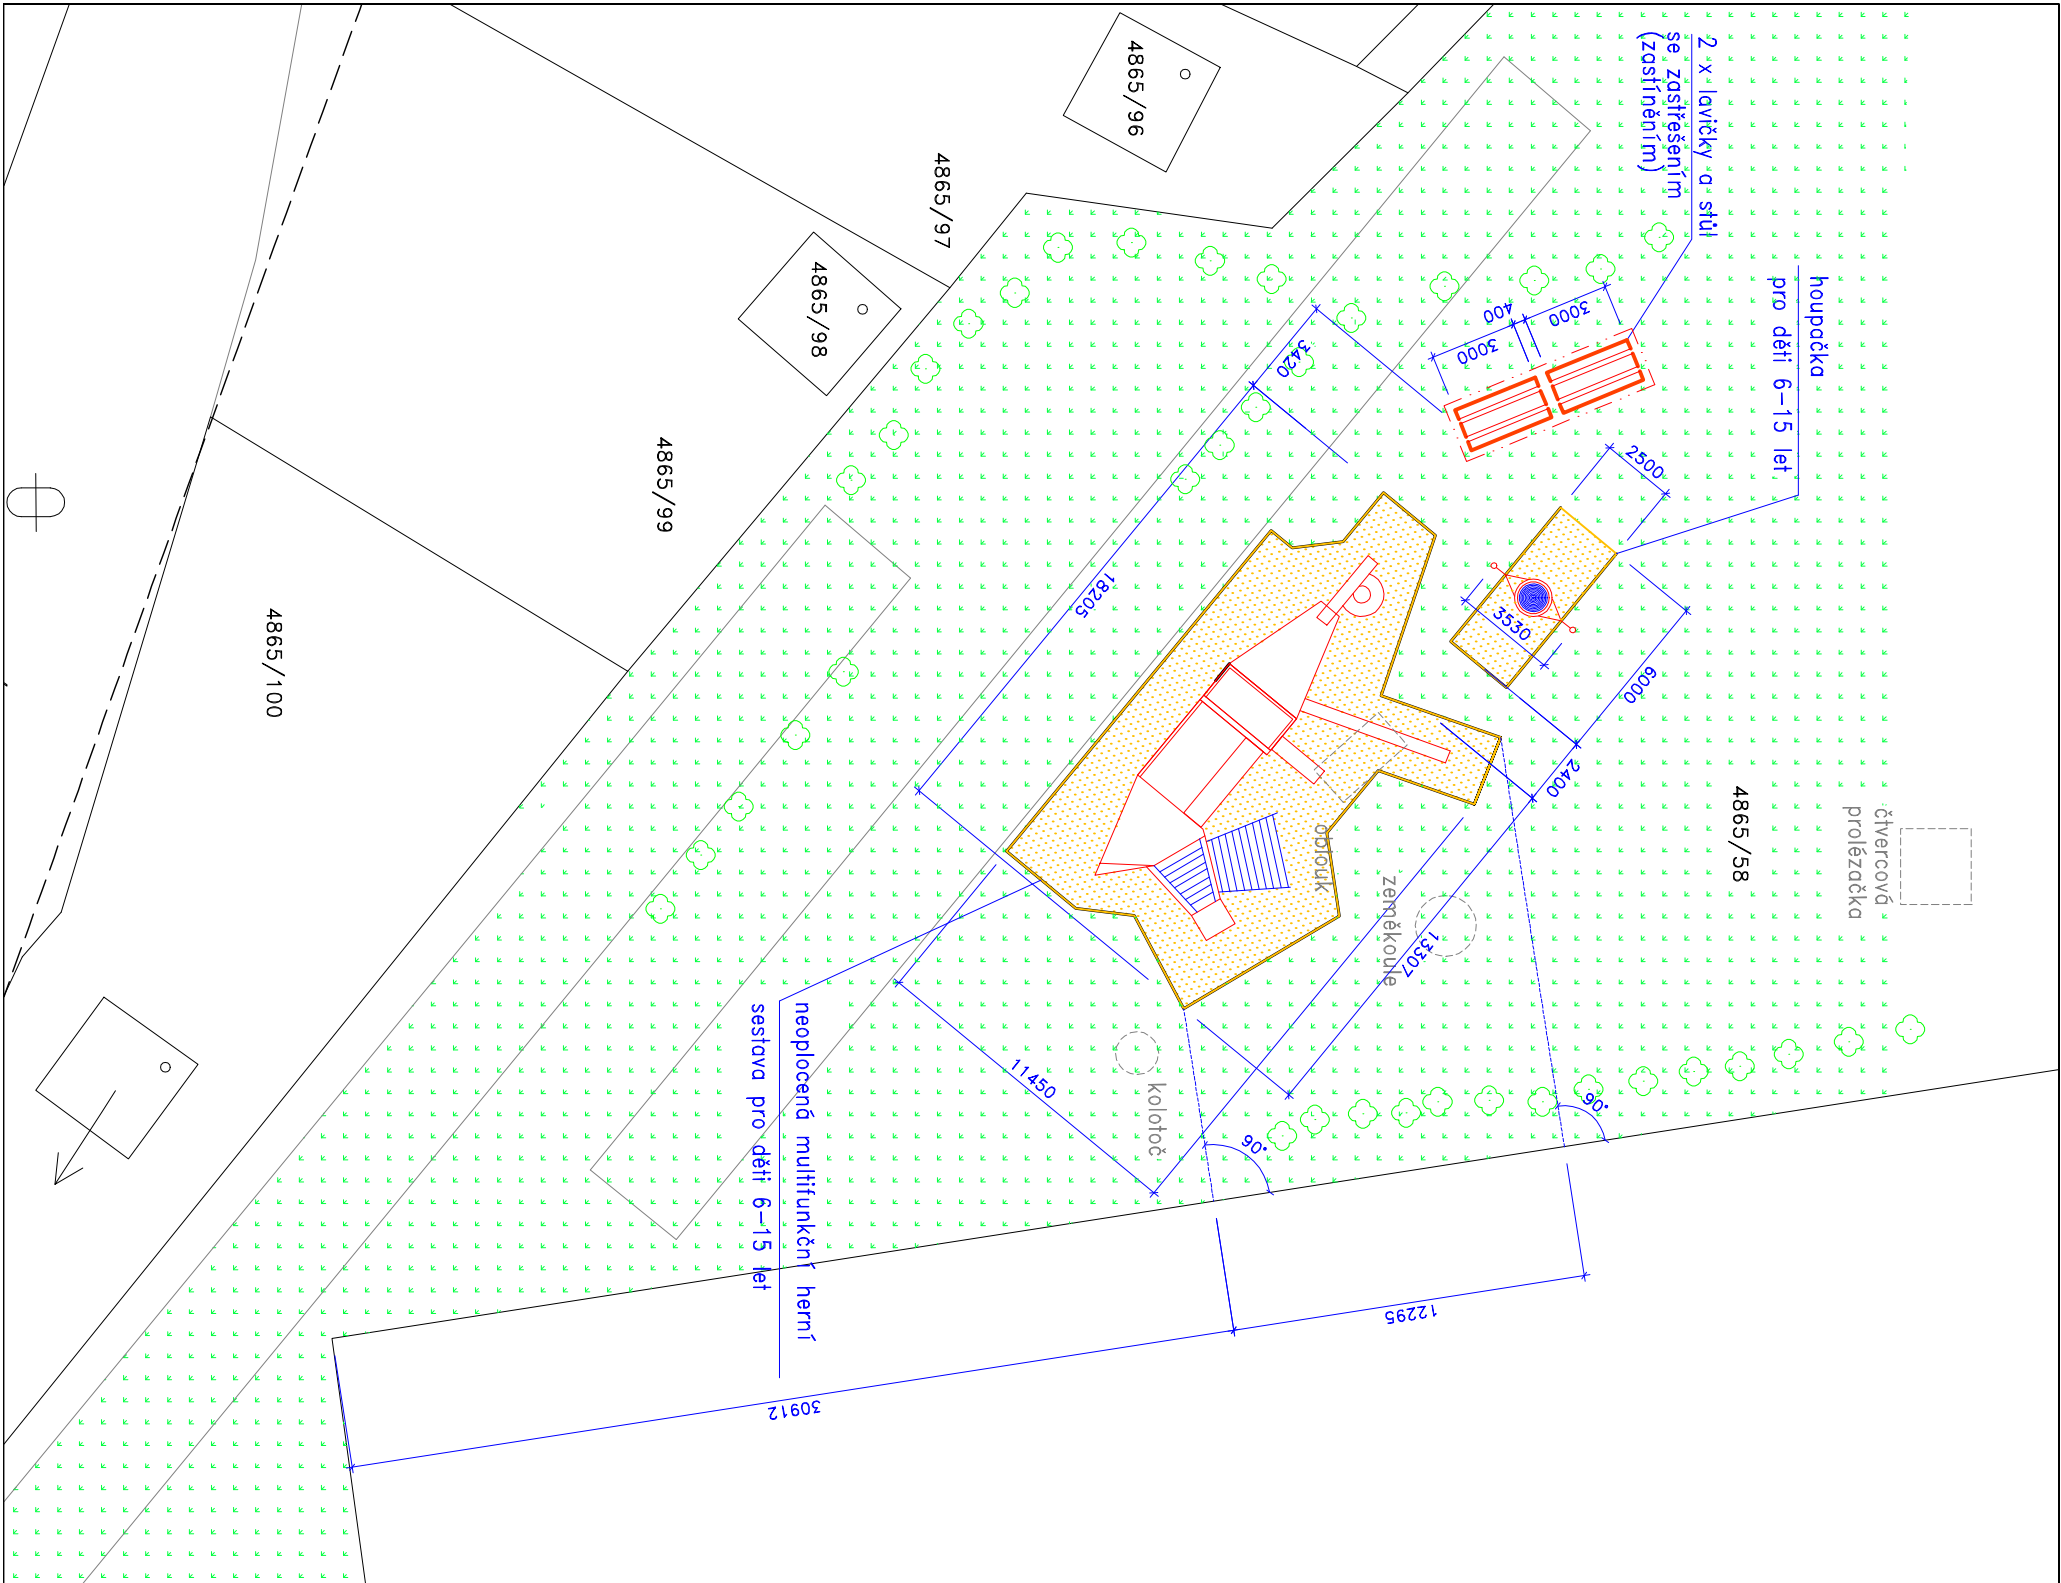 2 x lavičky a stůl
se zastřešením
(zastíněním)
houpačka
pro děti 6-15 let
4865/96
4865/97
4865/98
4865/99
4865/100
4865/58
3420
3000
400
3000
2500
3530
6000
2400
18205
13307
11450
90°
90°
12295
30912
oblouk
zeměkoule
kolotoč
čtvercová
prolézačka
neoplocená multifunkční herní
sestava pro děti 6-15 let